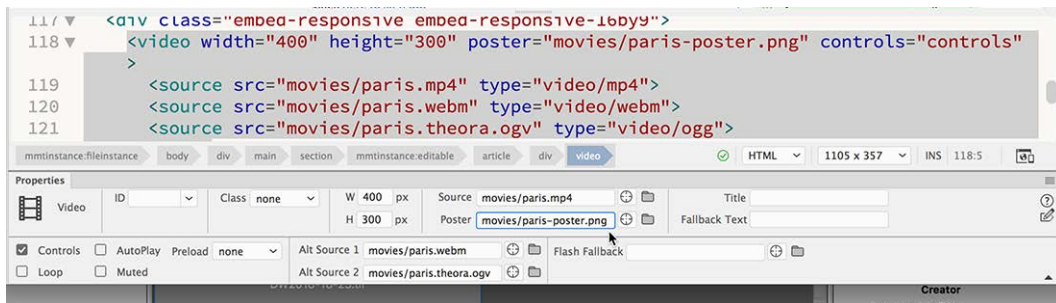 117 <div class="embed-responsive embed-responsive-16by9">
118 <video width="400" height="300" poster="movies/paris-poster.png" controls="controls"
>
119 <source src="movies/paris.mp4" type="video/mp4">
120 <source src="movies/paris.webm" type="video/webm">
121 <source src="movies/paris.theora.ogv" type="video/ogg">
mmtinstance:fileinstance body div main section mmtinstance:editable article div video HTML 1105 x 357 INS 118:5
Properties
Video ID Class none W 400 px Source movies/paris.mp4 Title
H 300 px Poster movies/paris-poster.png Fallback Text
Controls AutoPlay Preload none Alt Source 1 movies/paris.webm Flash Fallback
Loop Muted Alt Source 2 movies/paris.theora.ogv
Creator